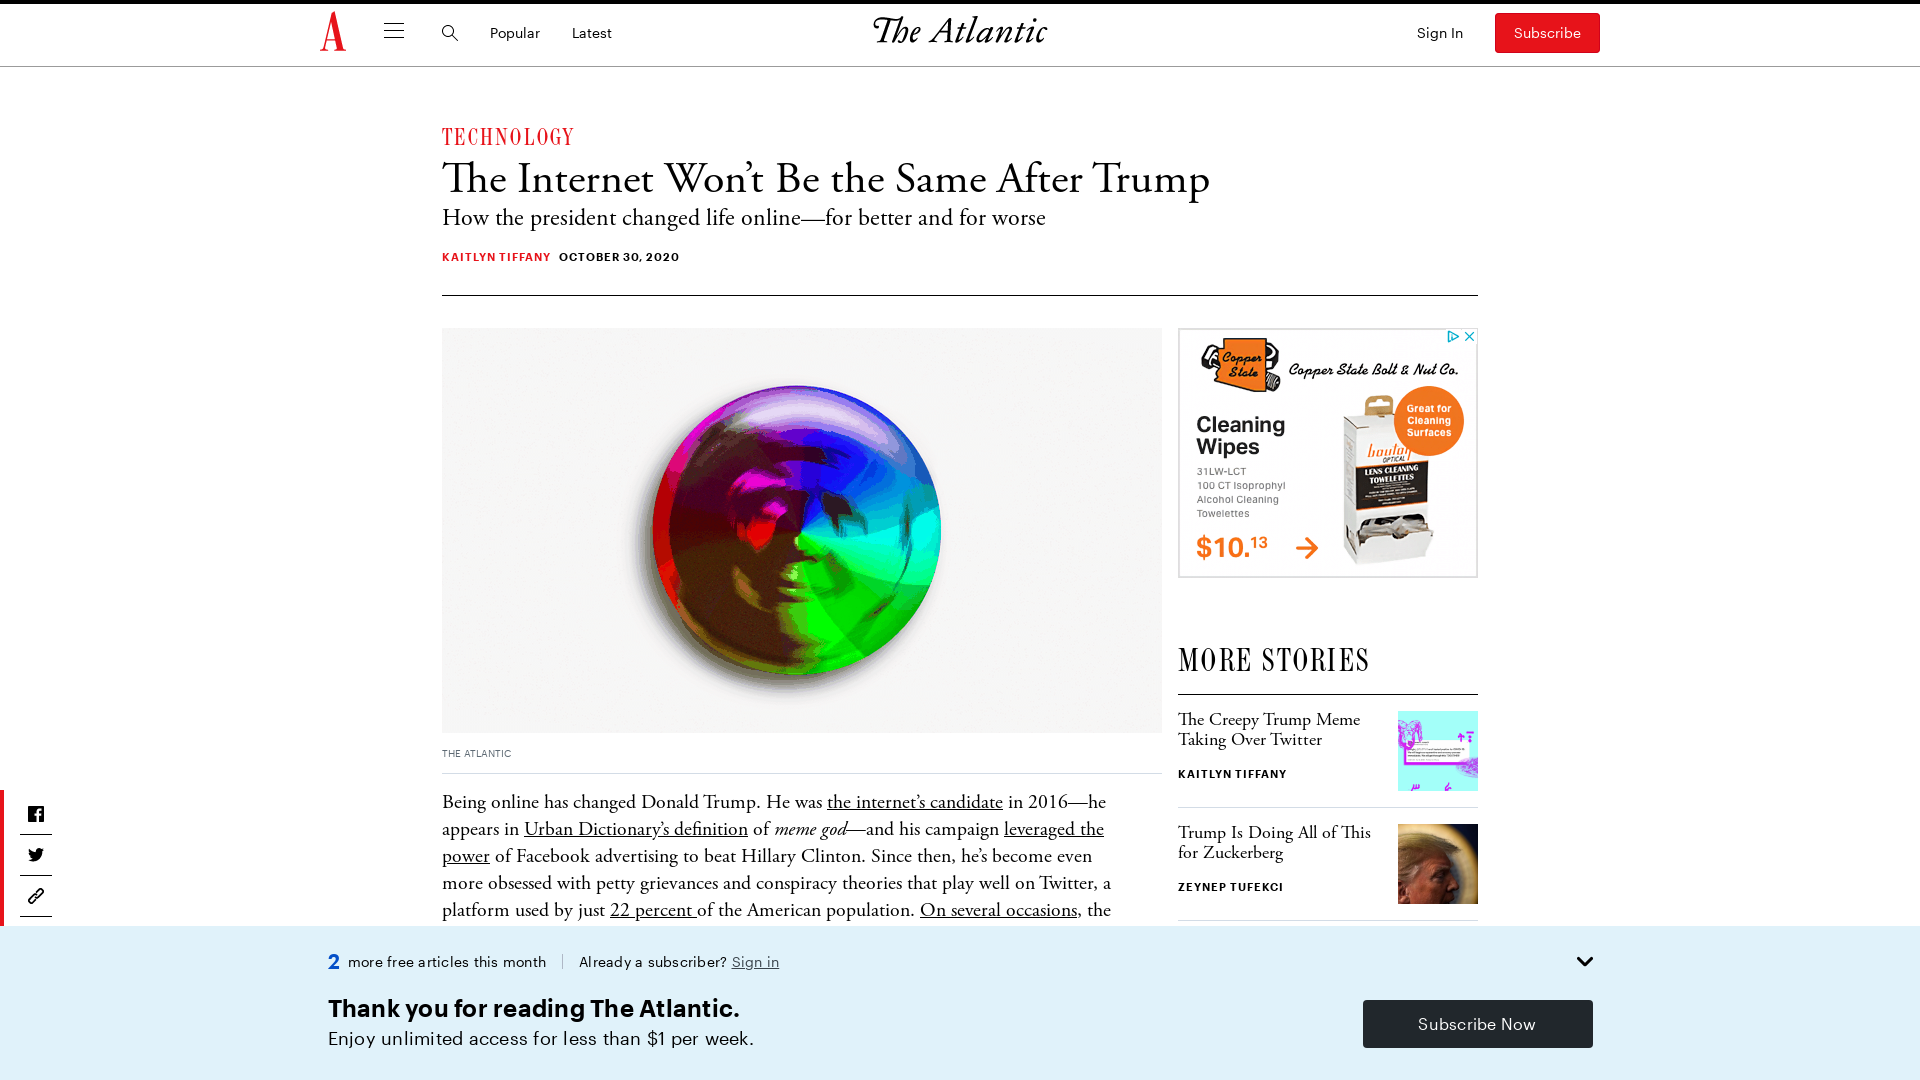 A
Popular
Latest
The Atlantic
Sign In
Subscribe
TECHNOLOGY
The Internet Won’t Be the Same After Trump
How the president changed life online—for better and for worse
KAITLYN TIFFANY OCTOBER 30, 2020
Copper State
Copper State Bolt & Nut Co.
Cleaning
Wipes
31LW-LCT
100 CT Isoprophyl
Alcohol Cleaning
Towelettes
$10.13
Great for
Cleaning
Surfaces
OPTICAL
LENS CLEANING
TOWELETTES
THE ATLANTIC
Being online has changed Donald Trump. He was the internet’s candidate in 2016—he
appears in Urban Dictionary’s definition of meme god—and his campaign leveraged the
power of Facebook advertising to beat Hillary Clinton. Since then, he’s become even
more obsessed with petty grievances and conspiracy theories that play well on Twitter, a
platform used by just 22 percent of the American population. On several occasions, the
MORE STORIES
The Creepy Trump Meme
Taking Over Twitter
KAITLYN TIFFANY
Trump Is Doing All of This
for Zuckerberg
ZEYNEP TUFEKCI
2 more free articles this month
Already a subscriber? Sign in
Thank you for reading The Atlantic.
Enjoy unlimited access for less than $1 per week.
Subscribe Now